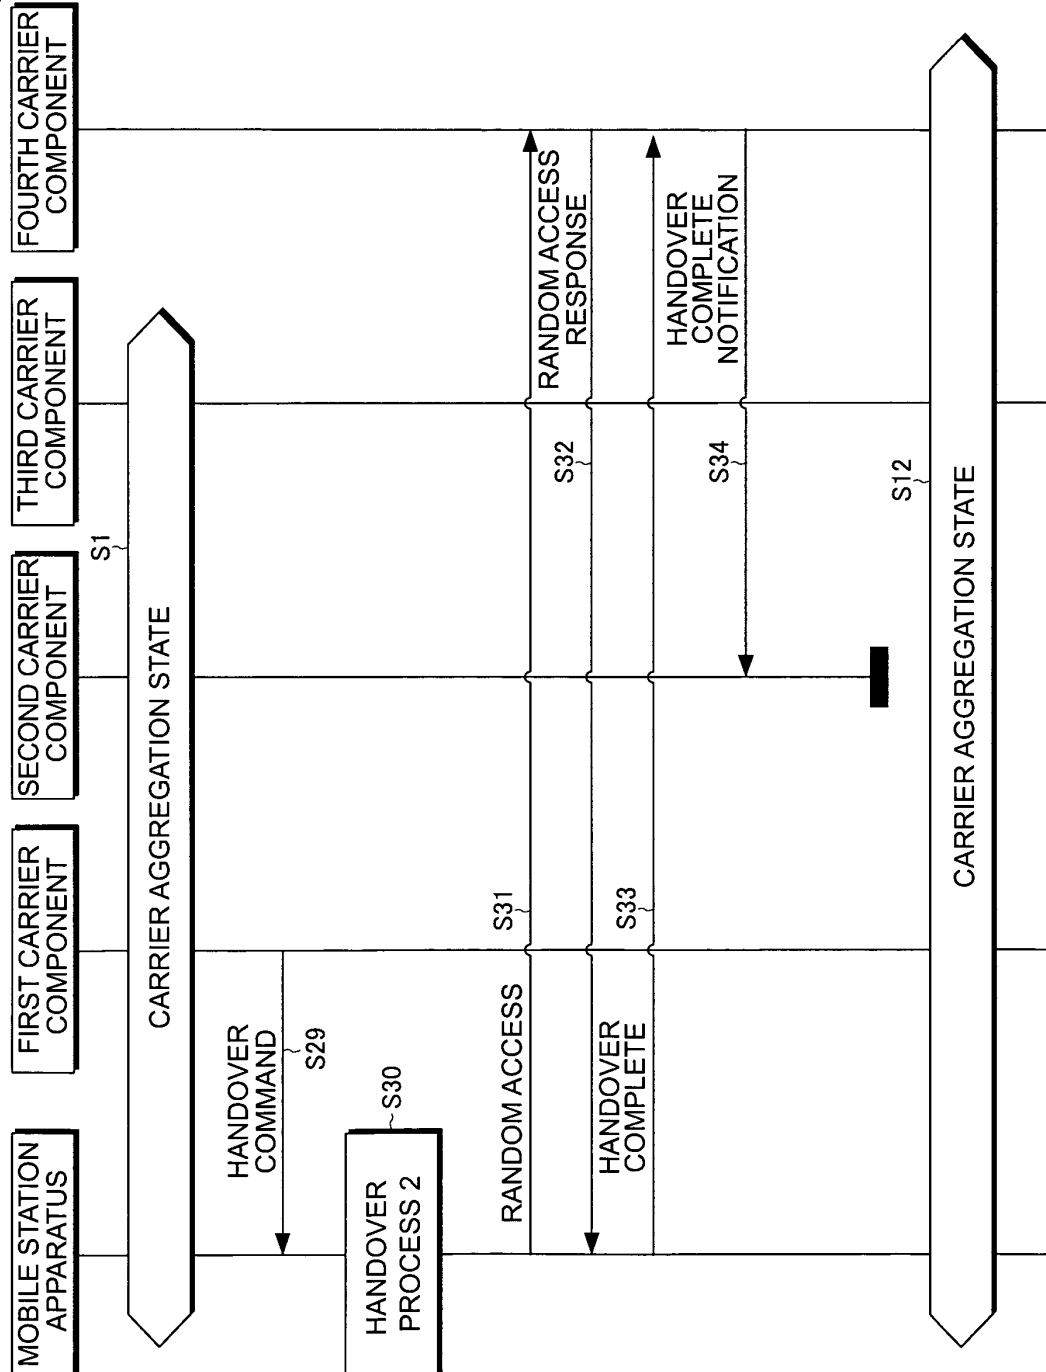 MOBILE STATION
APPARATUS
FIRST CARRIER
COMPONENT
SECOND CARRIER
COMPONENT
THIRD CARRIER
COMPONENT
FOURTH CARRIER
COMPONENT
S1
CARRIER AGGREGATION STATE
HANDOVER
COMMAND
S29
HANDOVER
PROCESS 2
S30
RANDOM ACCESS
S31
RANDOM ACCESS
RESPONSE
S32
HANDOVER
COMPLETE
S33
HANDOVER
COMPLETE
NOTIFICATION
S34
S12
CARRIER AGGREGATION STATE